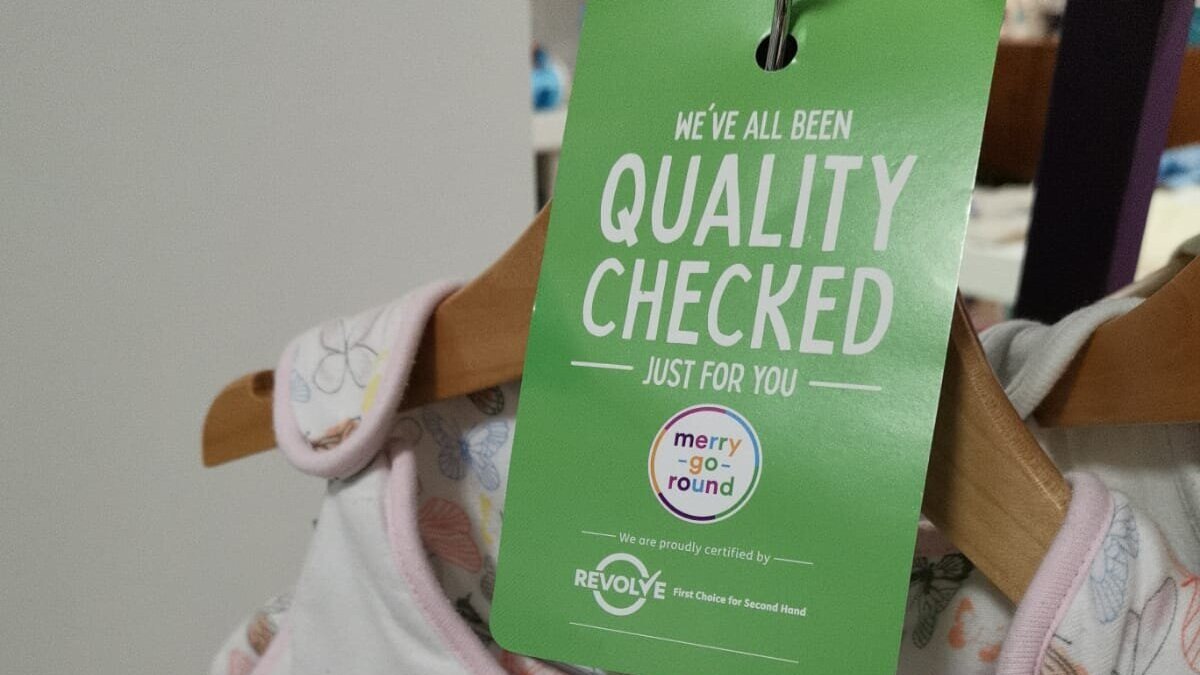 WE'VE ALL BEEN
QUALITY
CHECKED
JUST FOR YOU
merry
-go-
round
We are proudly certified by
REVOLVE First Choice for Second Hand